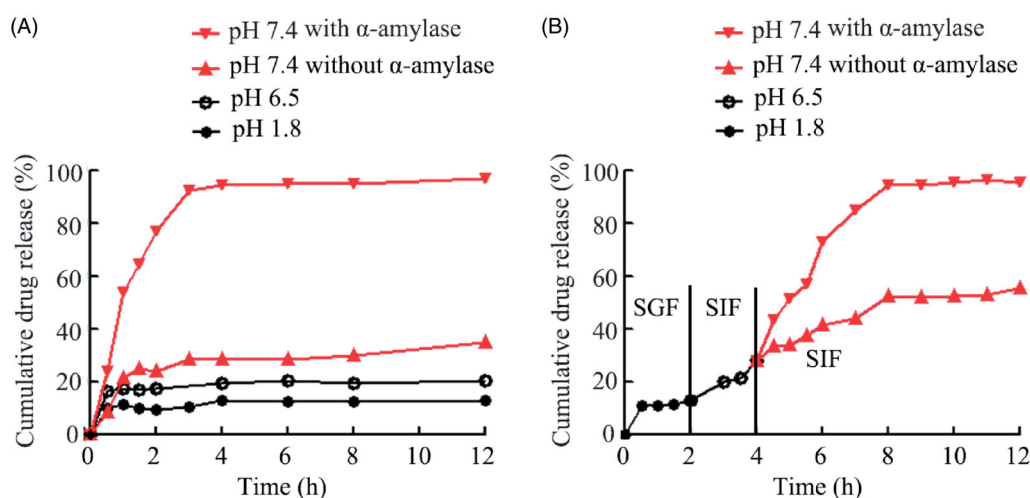 (A)
pH 7.4 with α-amylase
pH 7.4 without α-amylase
pH 6.5
pH 1.8
Cumulative drug release (%)
100
80
60
40
20
0
0 2 4 6 8 10 12
Time (h)
(B)
pH 7.4 with α-amylase
pH 7.4 without α-amylase
pH 6.5
pH 1.8
Cumulative drug release (%)
100
80
60
40
20
0
SGF
SIF
SIF
0 2 4 6 8 10 12
Time (h)